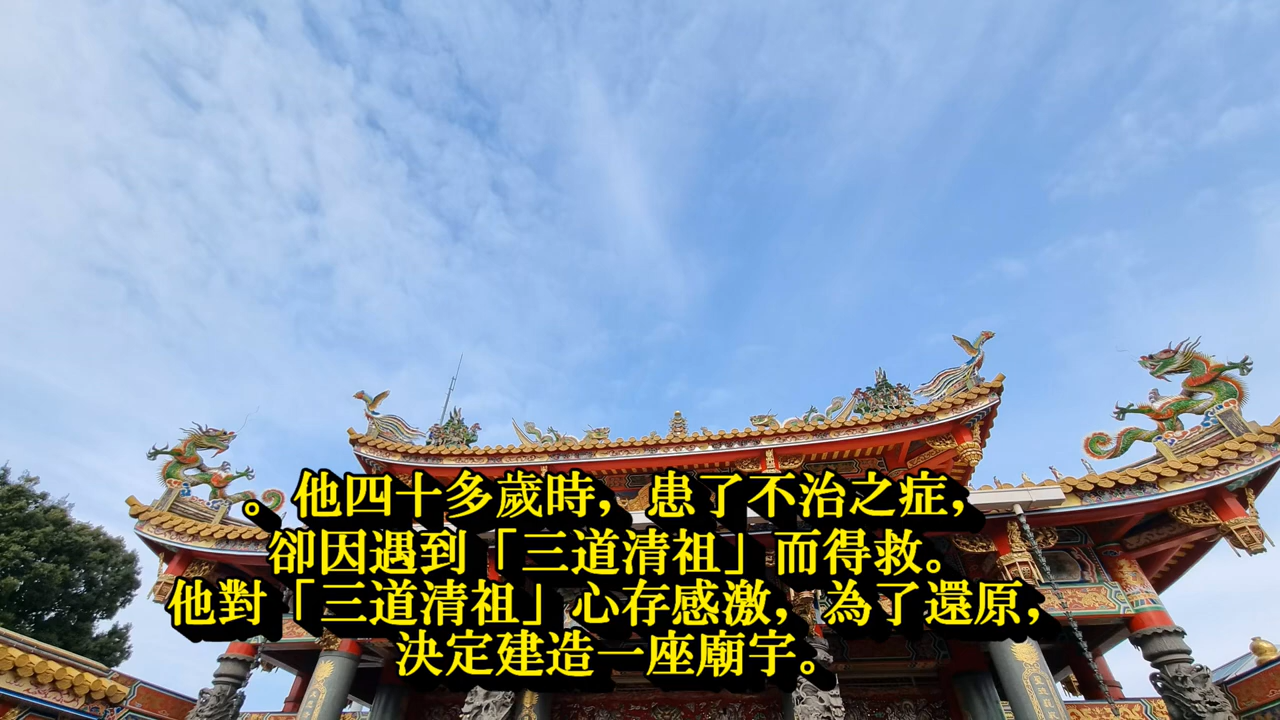 。他四十多歲時，患了不治之症，
卻因遇到「三道清祖」而得救。
他對「三道清祖」心存感激，為了還原，
決定建造一座廟宇。